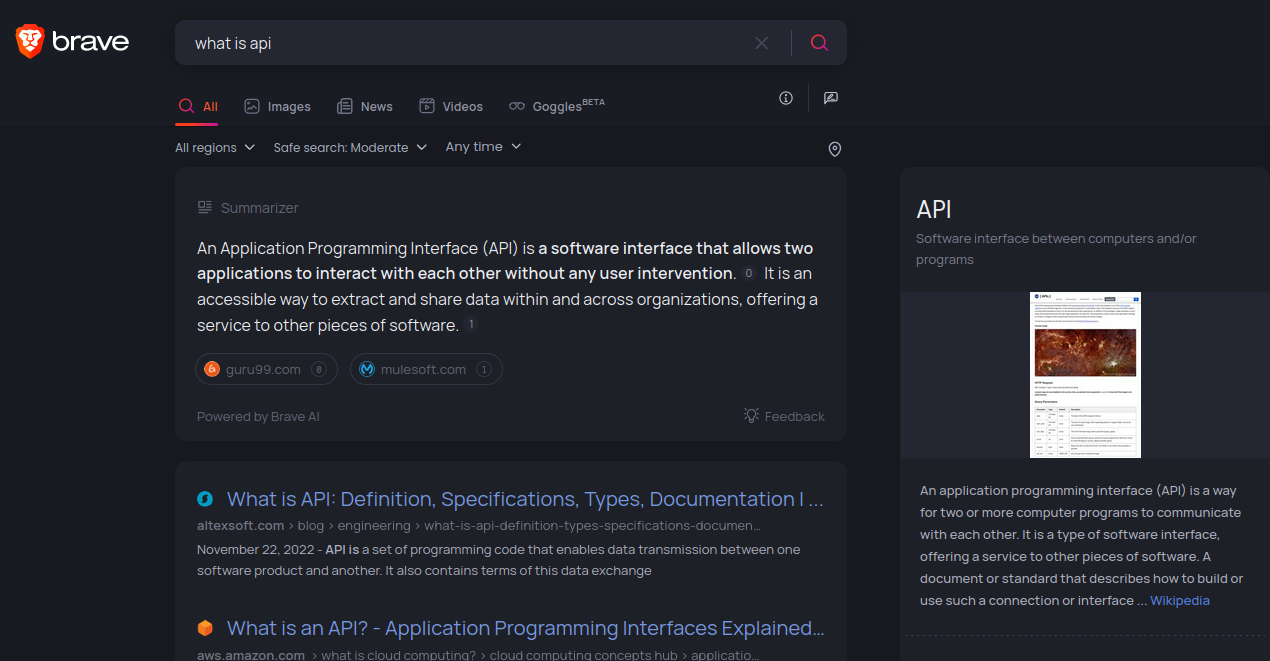 brave
what is api
All
Images
News
Videos
Goggles BETA
All regions
Safe search: Moderate
Any time
Summarizer
An Application Programming Interface (API) is a software interface that allows two
applications to interact with each other without any user intervention. 0 It is an
accessible way to extract and share data within and across organizations, offering a
service to other pieces of software. 1
guru99.com 0
mulesoft.com 1
Powered by Brave AI
Feedback
What is API: Definition, Specifications, Types, Documentation | ...
altexsoft.com › blog › engineering › what-is-api-definition-types-specifications-documen...
November 22, 2022 - API is a set of programming code that enables data transmission between one
software product and another. It also contains terms of this data exchange
What is an API? - Application Programming Interfaces Explained...
aws.amazon.com › what is cloud computing? › cloud computing concepts hub › applicatio...
API
Software interface between computers and/or
programs
An application programming interface (API) is a way
for two or more computer programs to communicate
with each other. It is a type of software interface,
offering a service to other pieces of software. A
document or standard that describes how to build or
use such a connection or interface ... Wikipedia